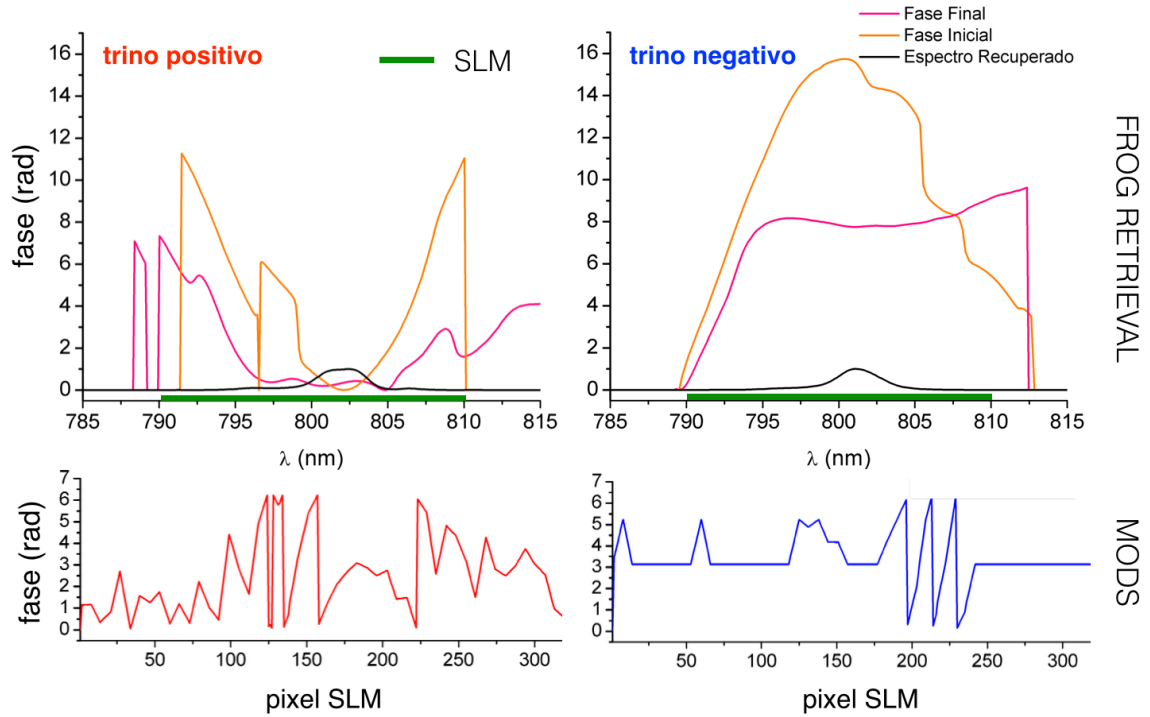 Fase Final
Fase Inicial
Espectro Recuperado
trino positivo
SLM
trino negativo
16
14
12
10
8
6
4
2
0
fase (rad)
785 790 795 800 805 810 815
λ (nm)
16
14
12
10
8
6
4
2
0
785 790 795 800 805 810 815
λ (nm)
FROG RETRIEVAL
7
6
5
4
3
2
1
0
fase (rad)
50 100 150 200 250 300
pixel SLM
7
6
5
4
3
2
1
0
50 100 150 200 250 300
pixel SLM
MODS